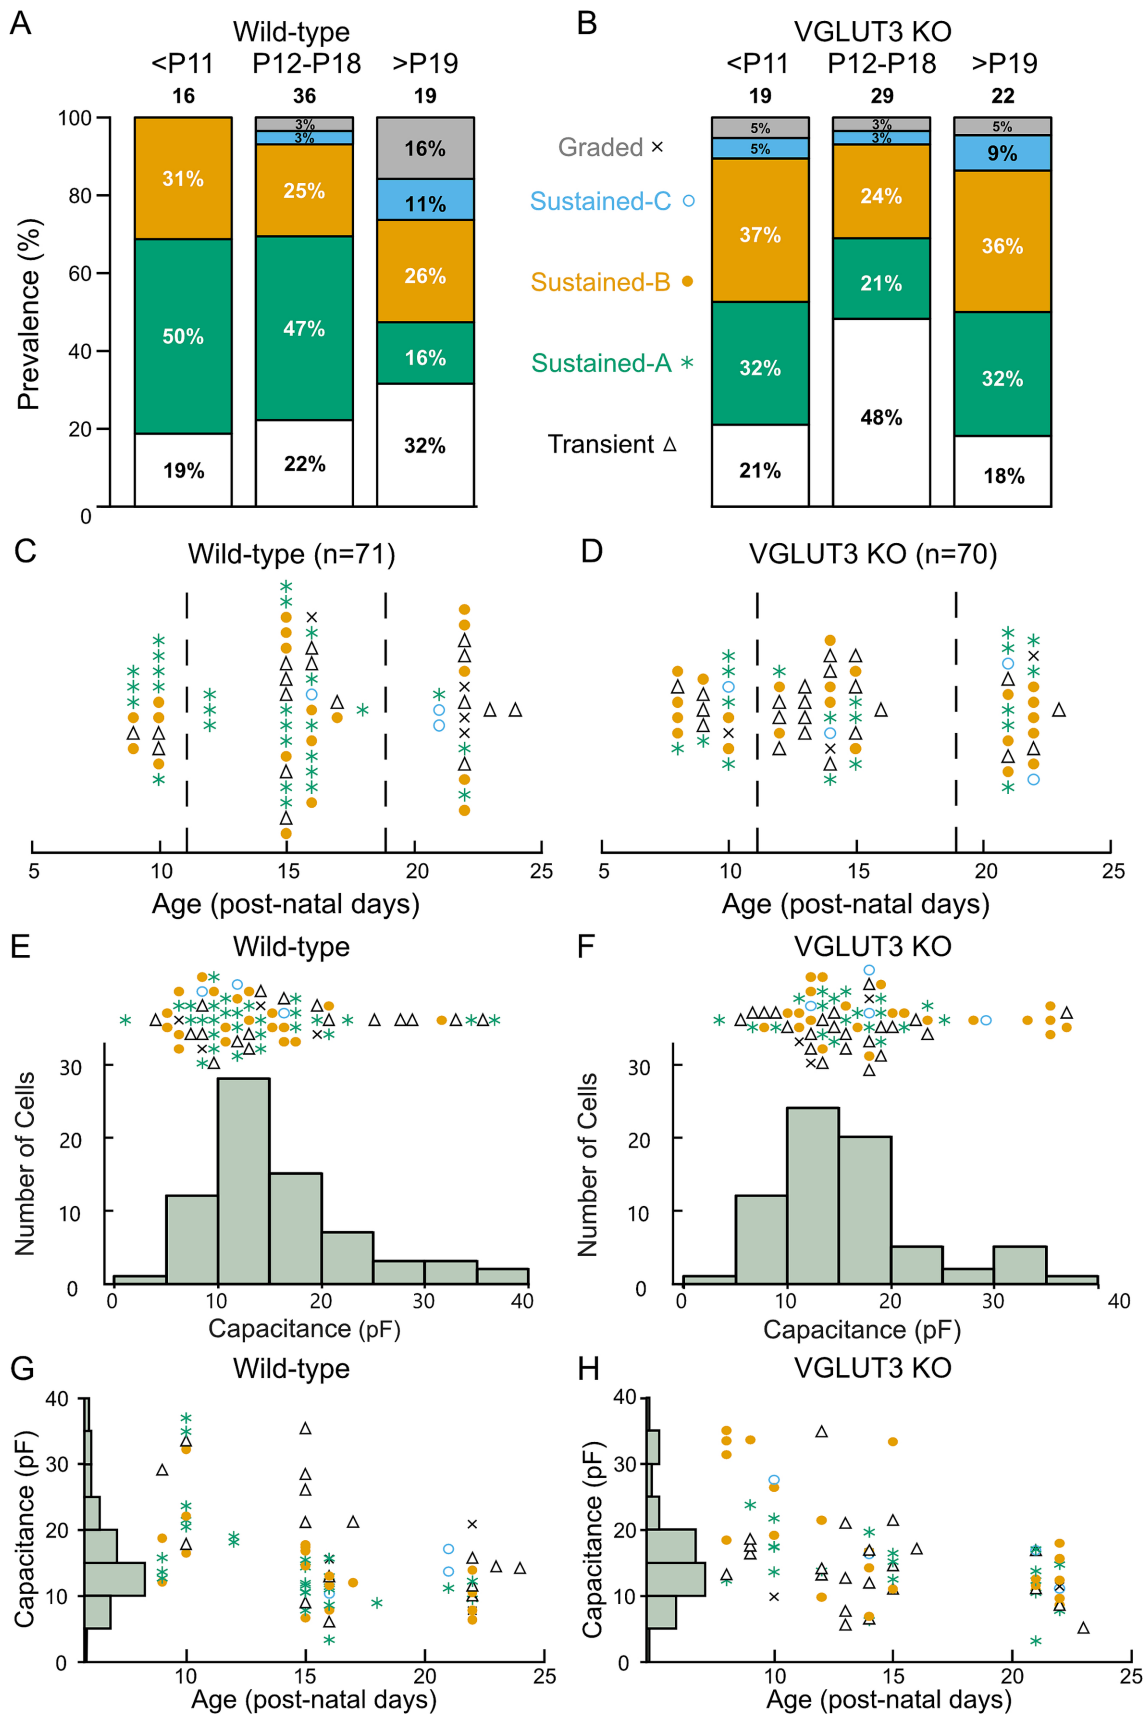 A
Wild-type
<P11 P12-P18 >P19
16 36 19
100
80
60
40
20
0
Prevalence (%)
31%
50%
19%
3%
3%
25%
47%
22%
16%
11%
26%
16%
32%
B
VGLUT3 KO
<P11 P12-P18 >P19
19 29 22
Graded ×
Sustained-C
Sustained-B
Sustained-A
Transient
5%
5%
37%
32%
21%
3%
3%
24%
21%
48%
5%
9%
36%
32%
18%
C
Wild-type (n=71)
5 10 15 20 25
Age (post-natal days)
D
VGLUT3 KO (n=70)
5 10 15 20 25
Age (post-natal days)
E
Wild-type
Number of Cells
30
20
10
0
0 10 20 30 40
Capacitance (pF)
F
VGLUT3 KO
Number of Cells
30
20
10
0
0 10 20 30 40
Capacitance (pF)
G
Wild-type
Capacitance (pF)
40
30
20
10
0
10 15 20 25
Age (post-natal days)
H
VGLUT3 KO
Capacitance (pF)
40
30
20
10
0
10 15 20 25
Age (post-natal days)